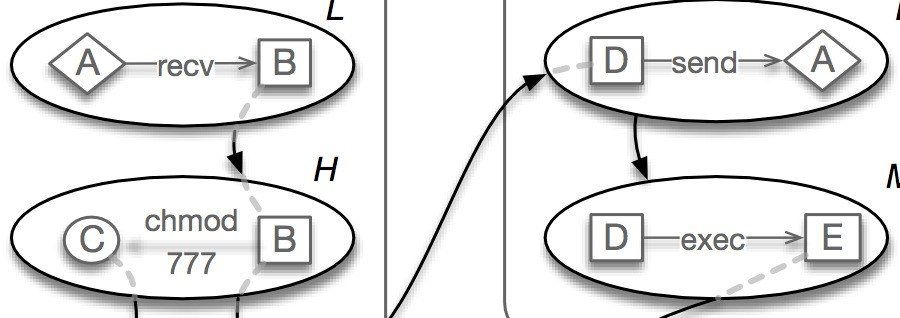 L
A recv B
H
C chmod 777 B
D send A
D exec E